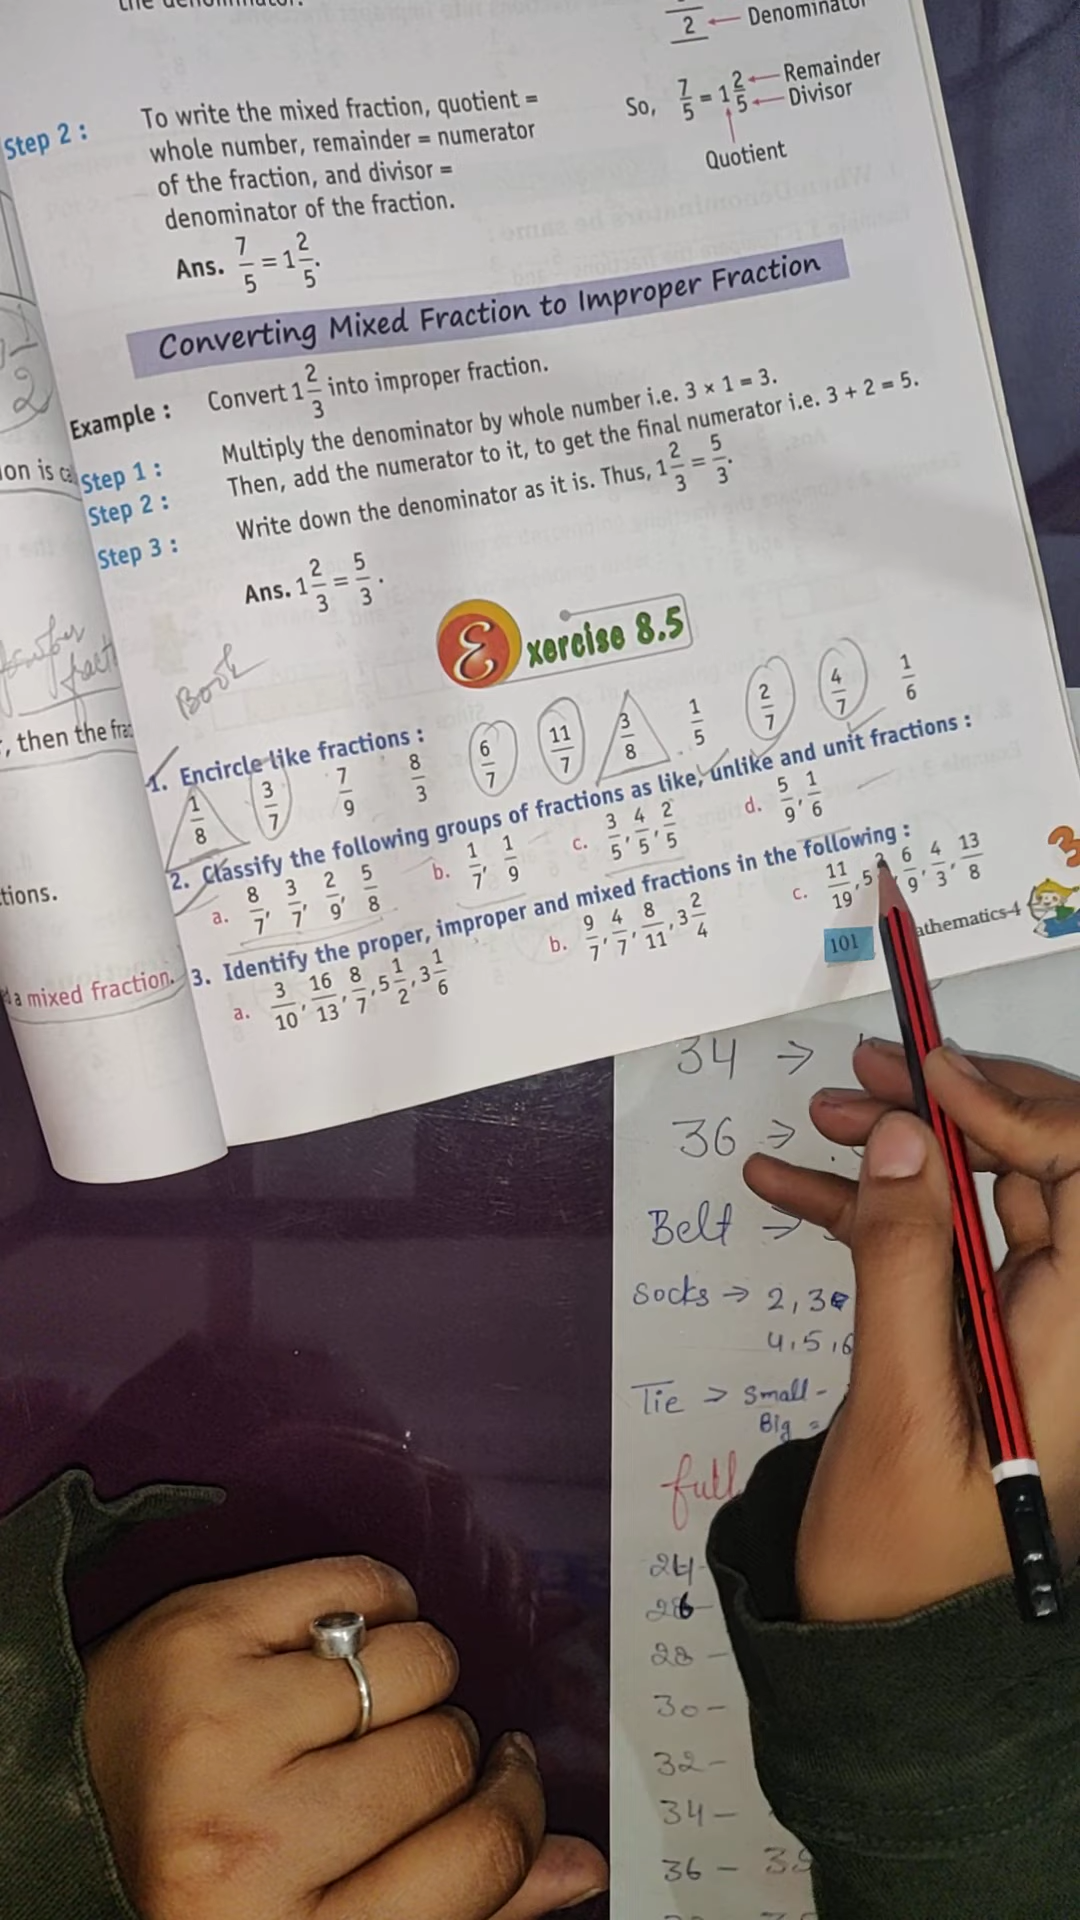 2 ← Denominator
Step 2 : To write the mixed fraction, quotient =
whole number, remainder = numerator
of the fraction, and divisor =
denominator of the fraction.
So, 7/5 = 1 2/5 ← Remainder
← Divisor
Quotient
Ans. 7/5 = 1 2/5.
Converting Mixed Fraction to Improper Fraction
Example : Convert 1 2/3 into improper fraction.
Step 1 : Multiply the denominator by whole number i.e. 3 × 1 = 3.
Step 2 : Then, add the numerator to it, to get the final numerator i.e. 3 + 2 = 5.
Step 3 : Write down the denominator as it is. Thus, 1 2/3 = 5/3.
Ans. 1 2/3 = 5/3.
Book
Exercise 8.5
1. Encircle like fractions :
1/8 3/7 7/9 8/3 6/7 11/7 3/8 1/5 2/7 4/7 1/6
2. Classify the following groups of fractions as like, unlike and unit fractions :
a. 8/7, 3/7, 2/9, 5/8 b. 1/7, 1/9 c. 3/5, 4/5, 2/5 d. 5/9, 1/6
3. Identify the proper, improper and mixed fractions in the following :
a. 3/10, 16/13, 8/7, 5 1/2, 3 1/6 b. 9/7, 4/7, 8/11, 3 2/4 c. 11/19, 5 , 6/9, 4/3, 13/8
101
athematics-4
3
ion is
, then the
tions.
a mixed fraction.
34 →
36 →
Belt →
Socks → 2, 3
4, 5, 6
Tie > Small -
Big =
full
24-
26-
28 -
30 -
32 -
34 -
36 -